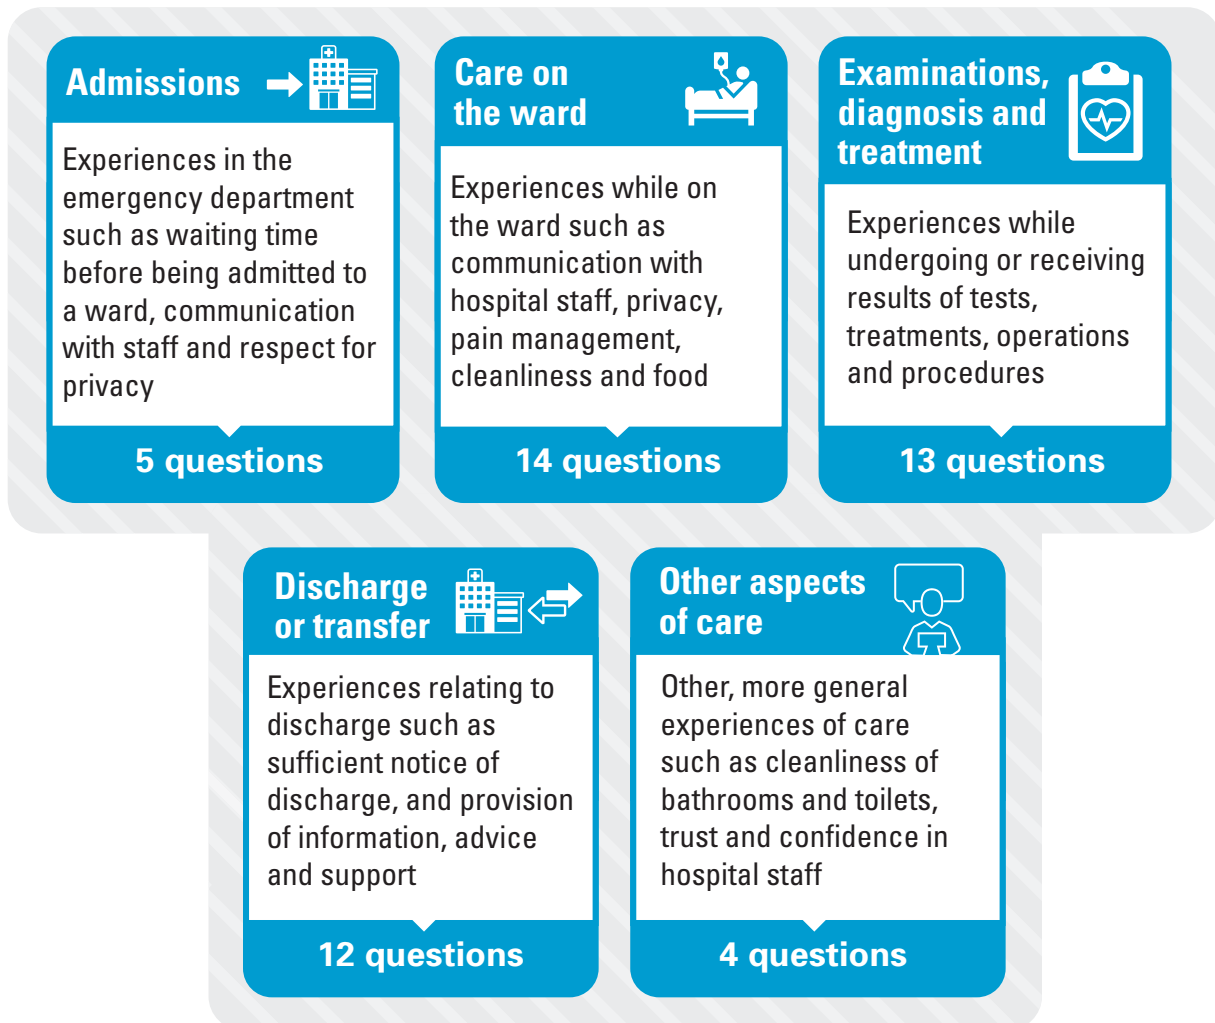 Admissions
Experiences in the
emergency department
such as waiting time
before being admitted to
a ward, communication
with staff and respect for
privacy
5 questions
Care on
the ward
Experiences while on
the ward such as
communication with
hospital staff, privacy,
pain management,
cleanliness and food
14 questions
Examinations,
diagnosis and
treatment
Experiences while
undergoing or receiving
results of tests,
treatments, operations
and procedures
13 questions
Discharge
or transfer
Experiences relating to
discharge such as
sufficient notice of
discharge, and provision
of information, advice
and support
12 questions
Other aspects
of care
Other, more general
experiences of care
such as cleanliness of
bathrooms and toilets,
trust and confidence in
hospital staff
4 questions